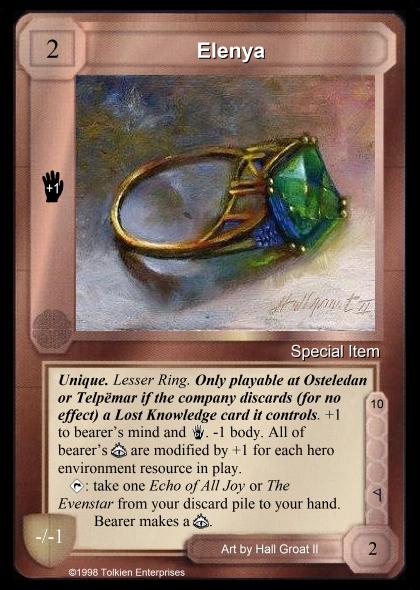 2
Elenya
+1
Hall Groat II
Special Item
Unique. Lesser Ring. Only playable at Osteledan
or Telpëmar if the company discards (for no
effect) a Lost Knowledge card it controls. +1
to bearer's mind and . -1 body. All of
bearer's are modified by +1 for each hero
environment resource in play.
: take one Echo of All Joy or The
Evenstar from your discard pile to your hand.
Bearer makes a .
10
-/-1
Art by Hall Groat II
2
©1998 Tolkien Enterprises